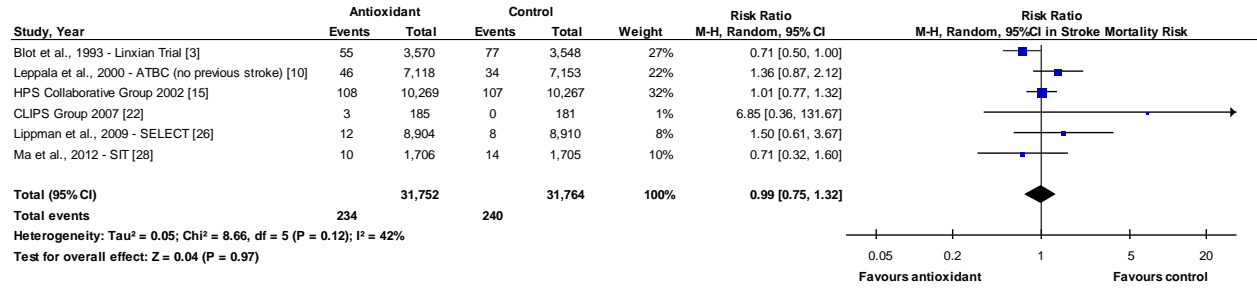 Antioxidant Control Risk Ratio Risk Ratio
Study, Year Events Total Events Total Weight M-H, Random, 95% CI M-H, Random, 95%CI in Stroke Mortality Risk
Blot et al., 1993 - Linxian Trial [3] 55 3,570 77 3,548 27% 0.71 [0.50, 1.00]
Leppala et al., 2000 - ATBC (no previous stroke) [10] 46 7,118 34 7,153 22% 1.36 [0.87, 2.12]
HPS Collaborative Group 2002 [15] 108 10,269 107 10,267 32% 1.01 [0.77, 1.32]
CLIPS Group 2007 [22] 3 185 0 181 1% 6.85 [0.36, 131.67]
Lippman et al., 2009 - SELECT [26] 12 8,904 8 8,910 8% 1.50 [0.61, 3.67]
Ma et al., 2012 - SIT [28] 10 1,706 14 1,705 10% 0.71 [0.32, 1.60]
Total (95% CI) 31,752 31,764 100% 0.99 [0.75, 1.32]
Total events 234 240
Heterogeneity: Tau² = 0.05; Chi² = 8.66, df = 5 (P = 0.12); I² = 42%
Test for overall effect: Z = 0.04 (P = 0.97)
0.05 0.2 1 5 20
Favours antioxidant Favours control